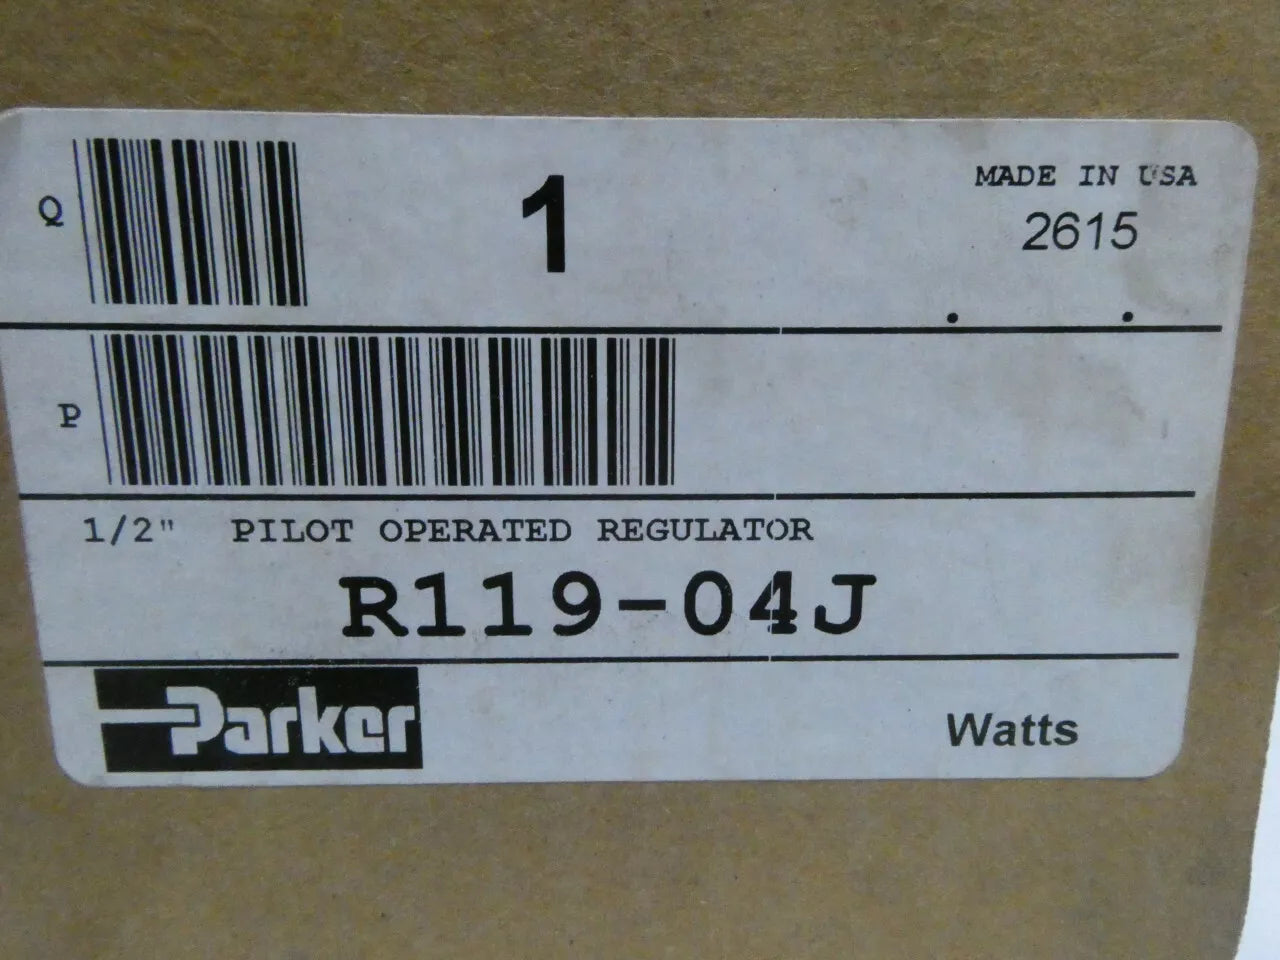 Q
1
MADE IN USA
2615
P
1/2" PILOT OPERATED REGULATOR
R119-04J
Parker
Watts